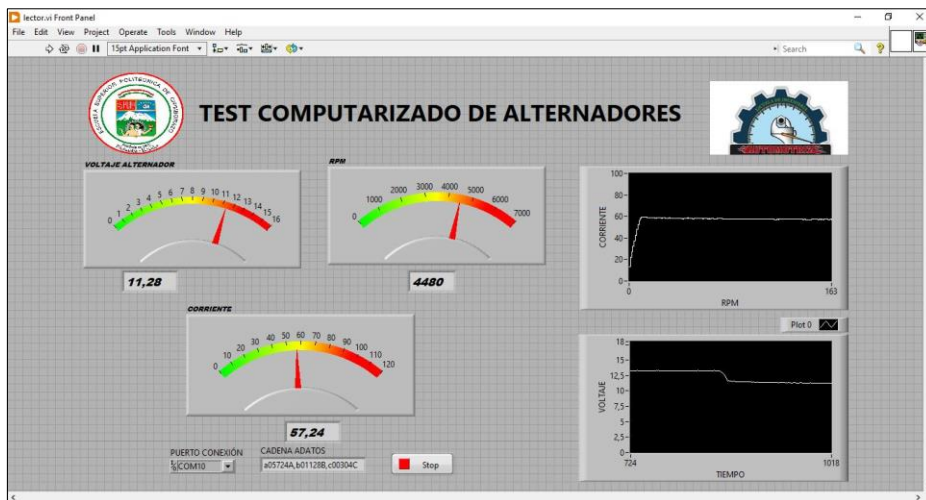 lector.vi Front Panel
File Edit View Project Operate Tools Window Help
15pt Application Font
Search
TEST COMPUTARIZADO DE ALTERNADORES
VOLTAJE ALTERNADOR
0 1 2 3 4 5 6 7 8 9 10 11 12 13 14 15 16
11,28
RPM
0 1000 2000 3000 4000 5000 6000 7000
4480
CORRIENTE
0 10 20 30 40 50 60 70 80 90 100 110 120
57,24
PUERTO CONEXIÓN
COM10
CADENA ADATOS
a05724A,b01128B,c00304C
Stop
CORRIENTE
100
80
60
40
20
0
0 163
RPM
Plot 0
VOLTAJE
18
15
12,5
10
7,5
5
2,5
724 1018
TIEMPO